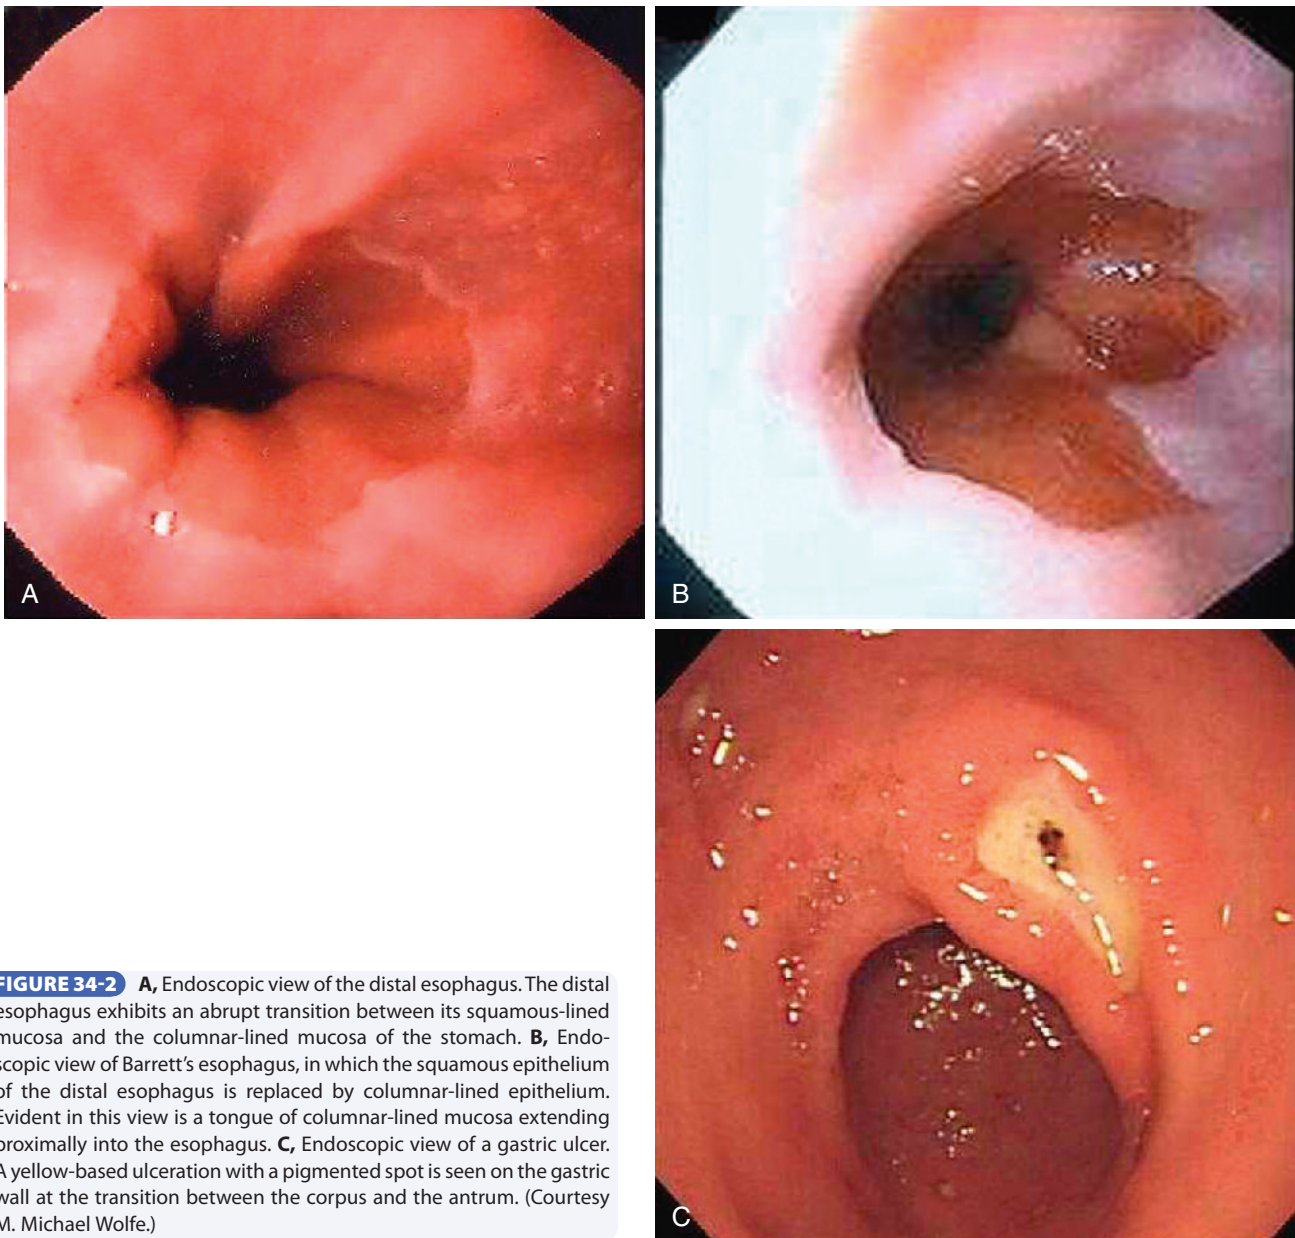 A
B
C
FIGURE 34-2 A, Endoscopic view of the distal esophagus. The distal
esophagus exhibits an abrupt transition between its squamous-lined
mucosa and the columnar-lined mucosa of the stomach. B, Endo-
scopic view of Barrett’s esophagus, in which the squamous epithelium
of the distal esophagus is replaced by columnar-lined epithelium.
Evident in this view is a tongue of columnar-lined mucosa extending
proximally into the esophagus. C, Endoscopic view of a gastric ulcer.
A yellow-based ulceration with a pigmented spot is seen on the gastric
wall at the transition between the corpus and the antrum. (Courtesy
M. Michael Wolfe.)